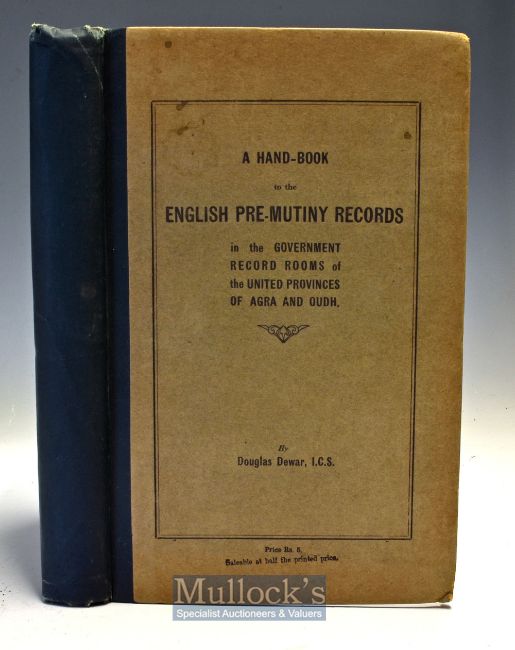 A HAND-BOOK
to the
ENGLISH PRE-MUTINY RECORDS
in the GOVERNMENT
RECORD ROOMS of
the UNITED PROVINCES
OF AGRA AND OUDH.
By
Douglas Dewar, I.C.S.
Price Rs. 5.
Saleable at half the printed price.
Mullock's
Specialist Auctioneers & Valuers